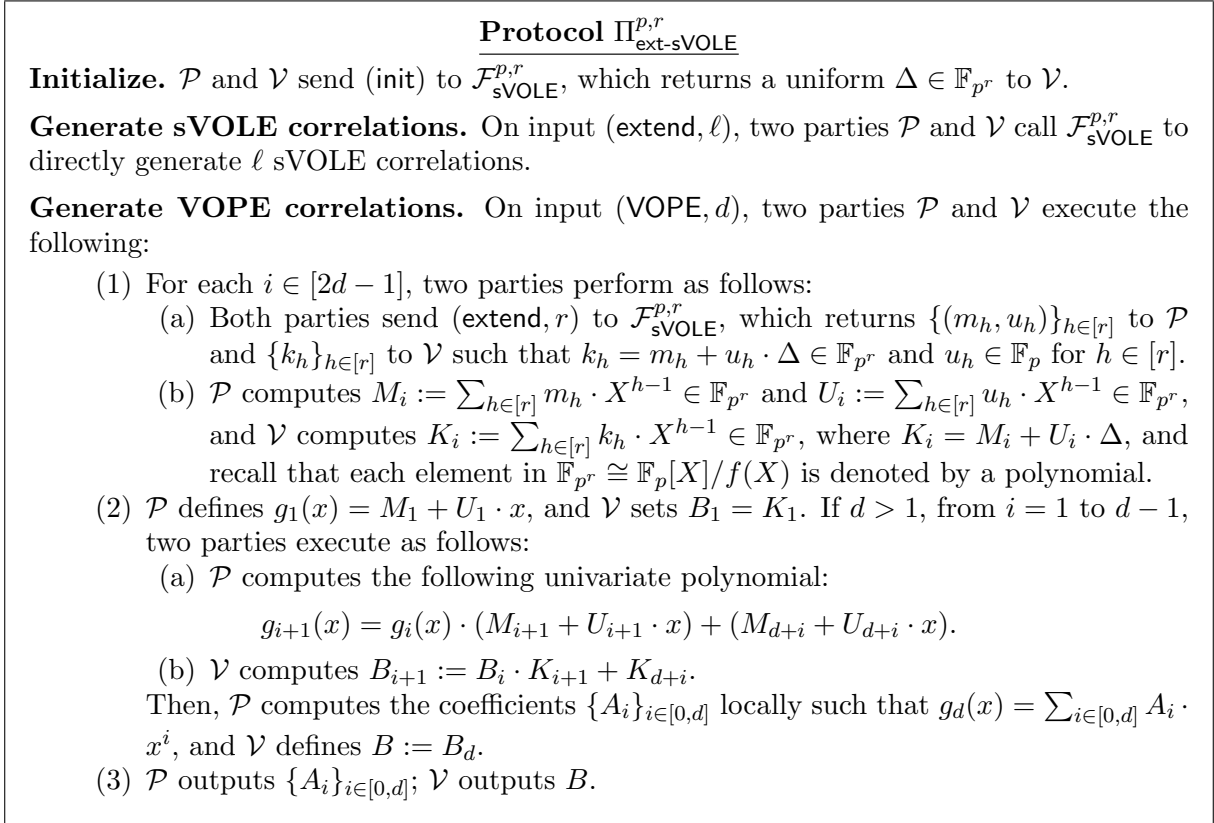 Protocol Π^{p,r}_{ext-sVOLE}
Initialize. 𝒫 and 𝒱 send (init) to ℱ^{p,r}_{sVOLE}, which returns a uniform Δ ∈ 𝔽_{p^r} to 𝒱.
Generate sVOLE correlations. On input (extend, ℓ), two parties 𝒫 and 𝒱 call ℱ^{p,r}_{sVOLE} to
directly generate ℓ sVOLE correlations.
Generate VOPE correlations. On input (VOPE, d), two parties 𝒫 and 𝒱 execute the
following:
(1) For each i ∈ [2d − 1], two parties perform as follows:
(a) Both parties send (extend, r) to ℱ^{p,r}_{sVOLE}, which returns {(m_h, u_h)}_{h∈[r]} to 𝒫
and {k_h}_{h∈[r]} to 𝒱 such that k_h = m_h + u_h · Δ ∈ 𝔽_{p^r} and u_h ∈ 𝔽_p for h ∈ [r].
(b) 𝒫 computes M_i := ∑_{h∈[r]} m_h · X^{h−1} ∈ 𝔽_{p^r} and U_i := ∑_{h∈[r]} u_h · X^{h−1} ∈ 𝔽_{p^r},
and 𝒱 computes K_i := ∑_{h∈[r]} k_h · X^{h−1} ∈ 𝔽_{p^r}, where K_i = M_i + U_i · Δ, and
recall that each element in 𝔽_{p^r} ≅ 𝔽_p[X]/f(X) is denoted by a polynomial.
(2) 𝒫 defines g_1(x) = M_1 + U_1 · x, and 𝒱 sets B_1 = K_1. If d > 1, from i = 1 to d − 1,
two parties execute as follows:
(a) 𝒫 computes the following univariate polynomial:
g_{i+1}(x) = g_i(x) · (M_{i+1} + U_{i+1} · x) + (M_{d+i} + U_{d+i} · x).
(b) 𝒱 computes B_{i+1} := B_i · K_{i+1} + K_{d+i}.
Then, 𝒫 computes the coefficients {A_i}_{i∈[0,d]} locally such that g_d(x) = ∑_{i∈[0,d]} A_i ·
x^i, and 𝒱 defines B := B_d.
(3) 𝒫 outputs {A_i}_{i∈[0,d]}; 𝒱 outputs B.